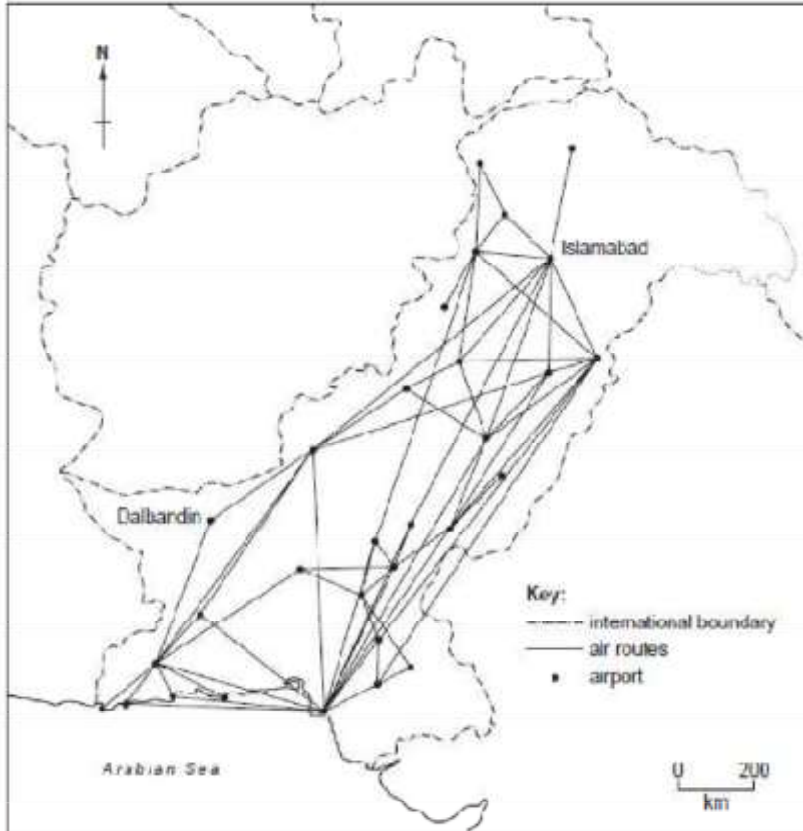 N
Islamabad
Dalbandin
Key:
international boundary
air routes
airport
Arabian Sea
0 200
km